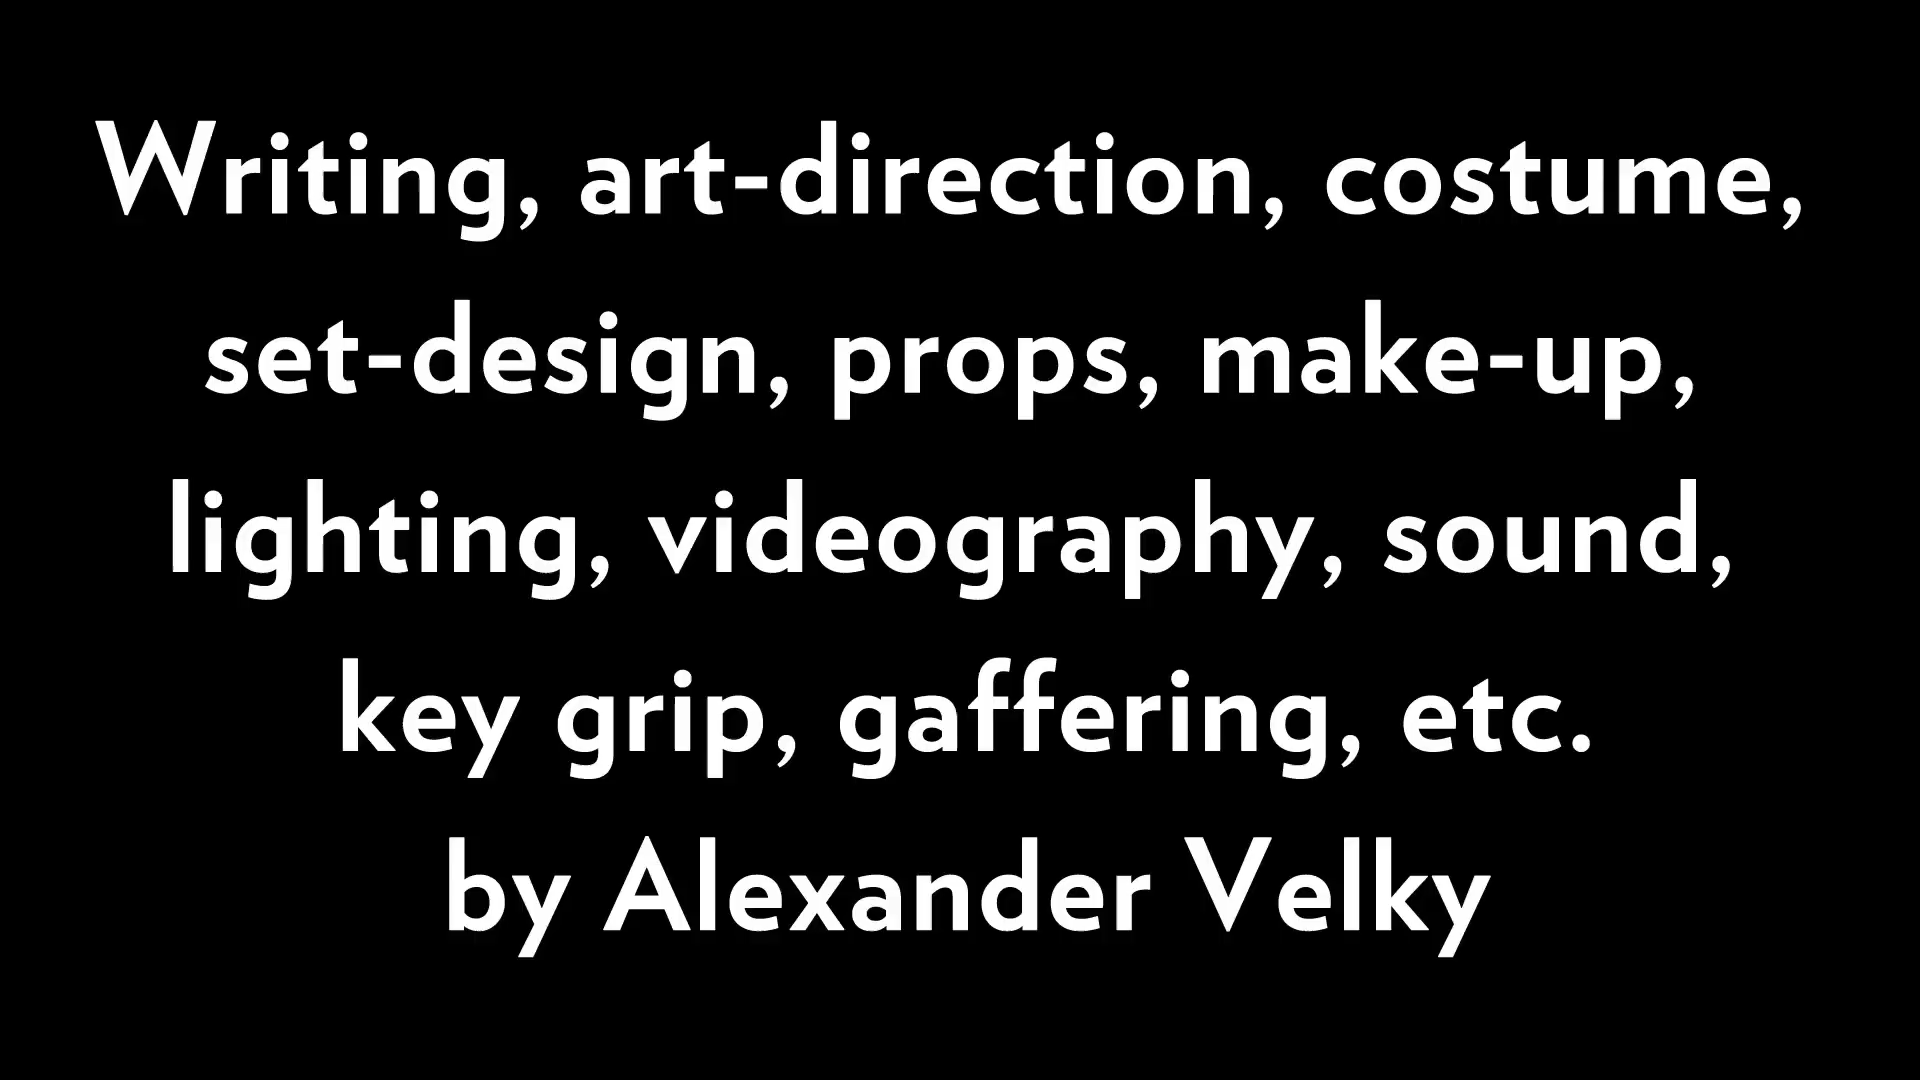 Writing, art-direction, costume,
set-design, props, make-up,
lighting, videography, sound,
key grip, gaffering, etc.
by Alexander Velky